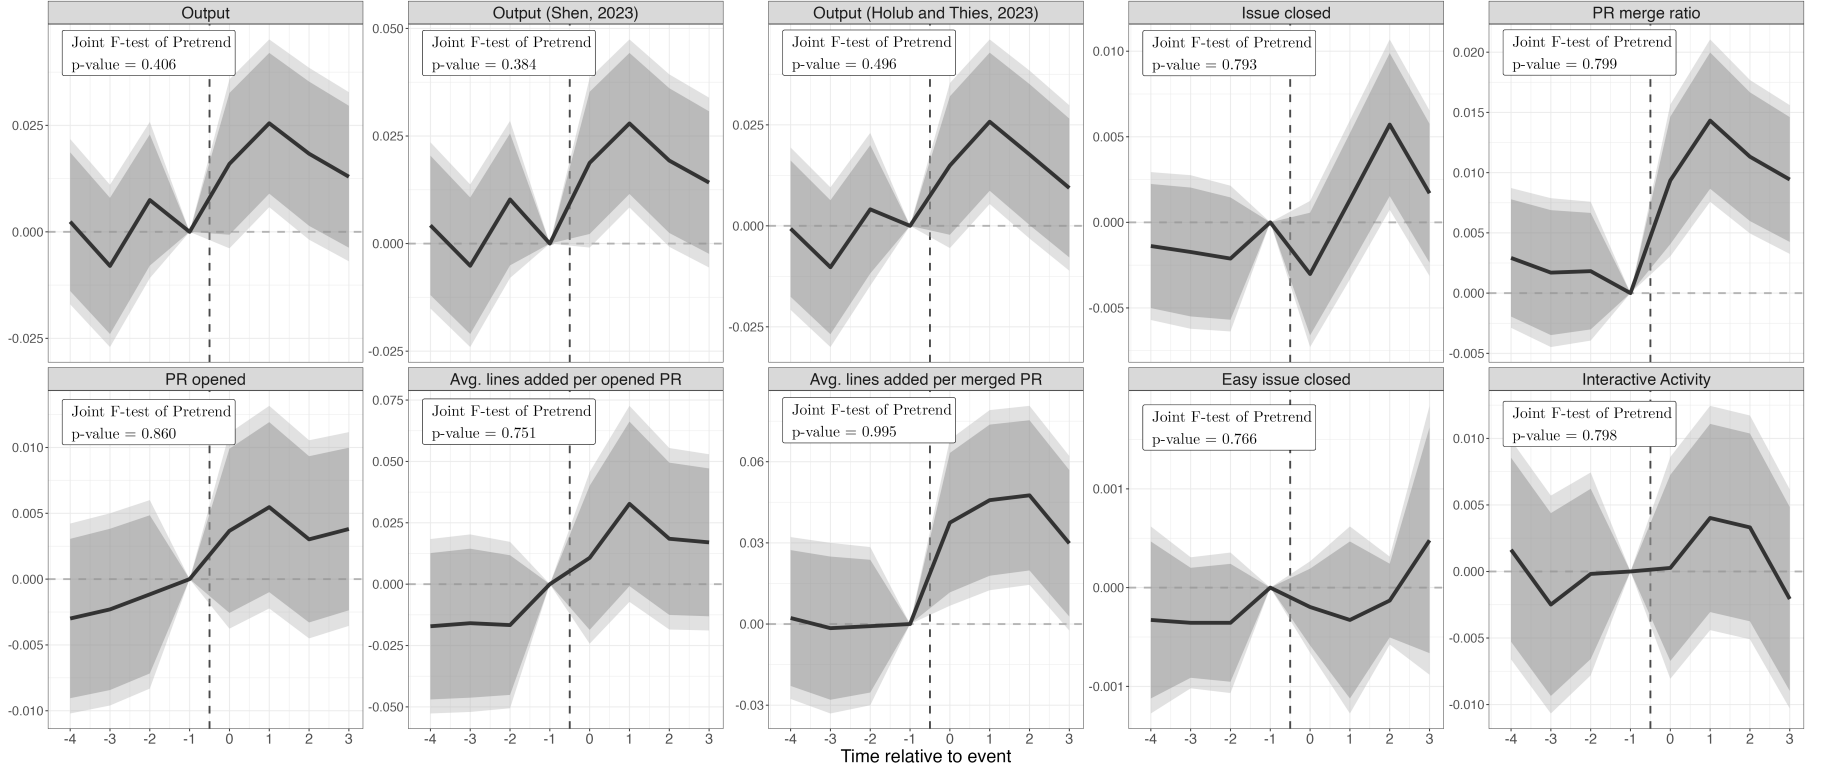 Output
Output (Shen, 2023)
Output (Holub and Thies, 2023)
Issue closed
PR merge ratio
Joint F-test of Pretrend
p-value = 0.406
0.025
0.000
-0.025
Joint F-test of Pretrend
p-value = 0.384
0.050
0.025
0.000
-0.025
Joint F-test of Pretrend
p-value = 0.496
0.025
0.000
-0.025
Joint F-test of Pretrend
p-value = 0.793
0.010
0.005
0.000
-0.005
Joint F-test of Pretrend
p-value = 0.799
0.020
0.015
0.010
0.005
0.000
-0.005
PR opened
Avg. lines added per opened PR
Avg. lines added per merged PR
Easy issue closed
Interactive Activity
Joint F-test of Pretrend
p-value = 0.860
0.010
0.005
0.000
-0.005
-0.010
Joint F-test of Pretrend
p-value = 0.751
0.075
0.050
0.025
0.000
-0.025
-0.050
Joint F-test of Pretrend
p-value = 0.995
0.06
0.03
0.00
-0.03
Joint F-test of Pretrend
p-value = 0.766
0.001
0.000
-0.001
Joint F-test of Pretrend
p-value = 0.798
0.010
0.005
0.000
-0.005
-0.010
-4 -3 -2 -1 0 1 2 3
-4 -3 -2 -1 0 1 2 3
-4 -3 -2 -1 0 1 2 3
-4 -3 -2 -1 0 1 2 3
-4 -3 -2 -1 0 1 2 3
Time relative to event